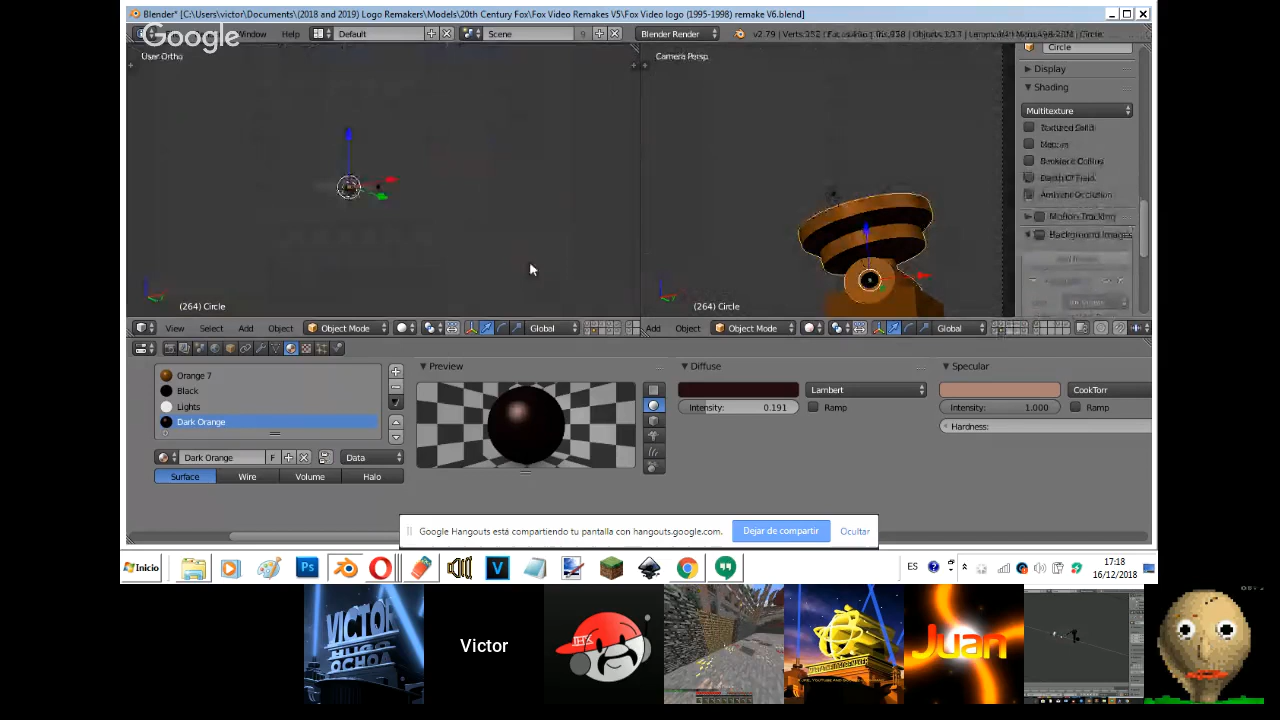 Blender* [C:\Users\victor\Documents\(2018 and 2019) Logo Remakers\Models\20th Century Fox\Fox Video Remakes V5\Fox Video logo (1995-1998) remake V6.blend]
Google
Window Help Default Scene 9 Blender Render v2.79 | Verts:
Circle
User Ortho
Camera Persp
Display
Shading
Multitexture
Textured Solid
Matcap
Backface Culling
Depth Of Field
Ambient Occlusion
Motion Tracking
Background Images
(264) Circle
(264) Circle
View Select Add Object Object Mode Global
Add Object Object Mode Global
Orange 7
Black
Lights
Dark Orange
Dark Orange F Data
Surface Wire Volume Halo
Preview
Diffuse
Lambert
Intensity: 0.191 Ramp
Specular
CookTorr
Intensity: 1.000 Ramp
Hardness:
Google Hangouts está compartiendo tu pantalla con hangouts.google.com. Dejar de compartir Ocultar
Inicio
Ps
V
ES
17:18
16/12/2018
VICTOR
HUGO
OCHOA
Victor
Juan